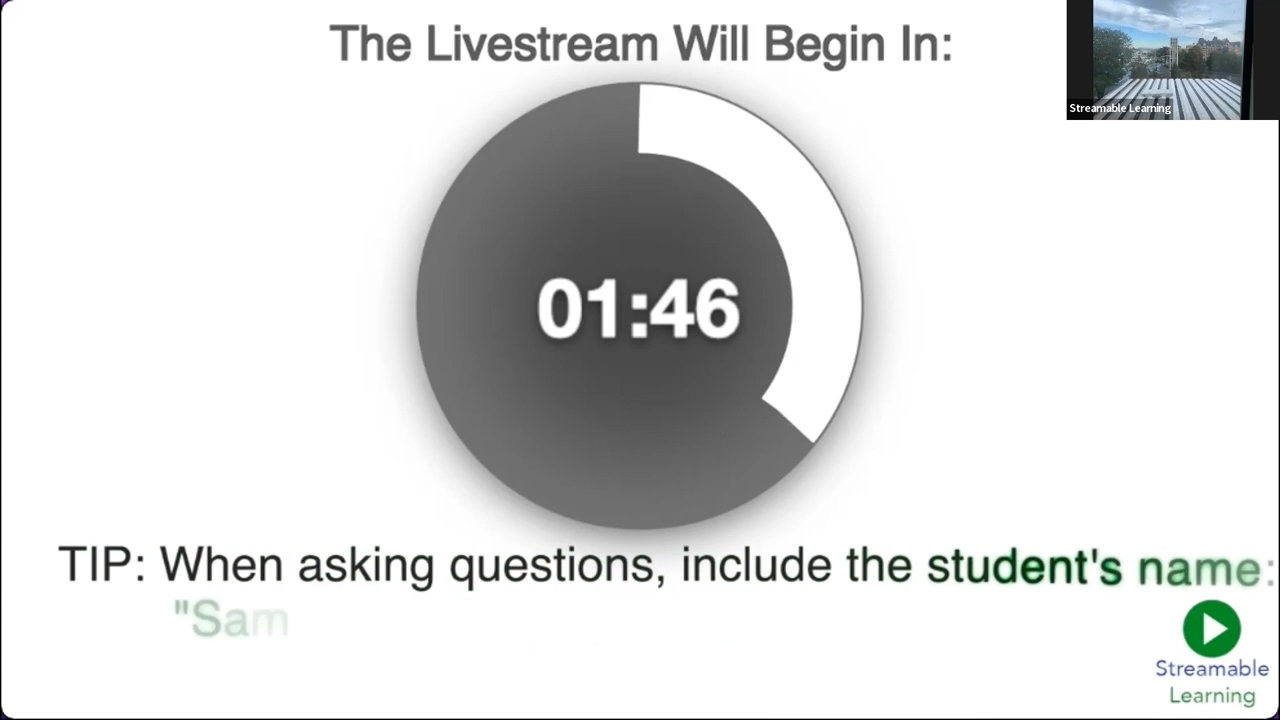 The Livestream Will Begin In:
Streamable Learning
01:46
TIP: When asking questions, include the student's name:
"Sam
Streamable
Learning